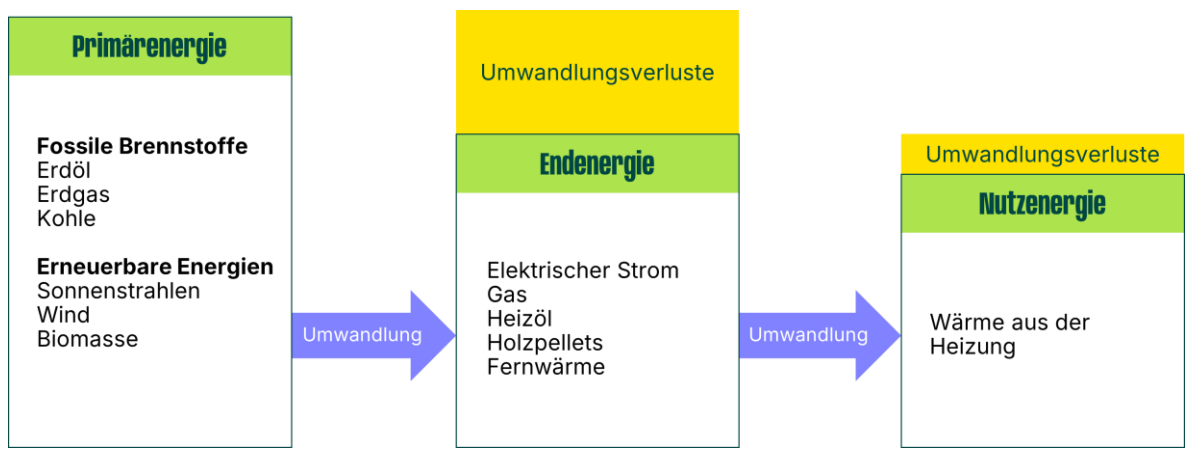 Primärenergie
Fossile Brennstoffe
Erdöl
Erdgas
Kohle
Erneuerbare Energien
Sonnenstrahlen
Wind
Biomasse
Umwandlung
Umwandlungsverluste
Endenergie
Elektrischer Strom
Gas
Heizöl
Holzpellets
Fernwärme
Umwandlung
Umwandlungsverluste
Nutzenergie
Wärme aus der
Heizung